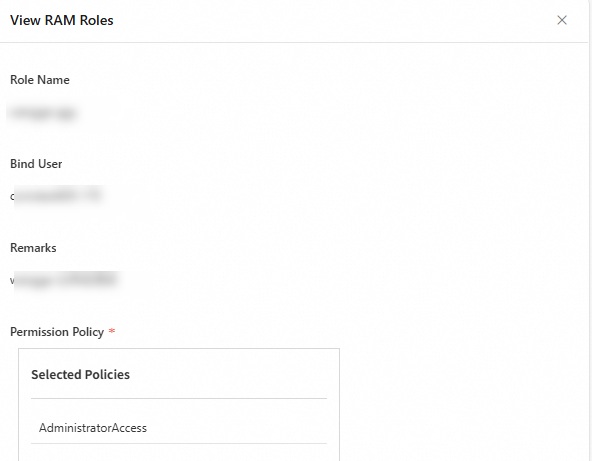 View RAM Roles
Role Name
Bind User
Remarks
Permission Policy *
Selected Policies
AdministratorAccess